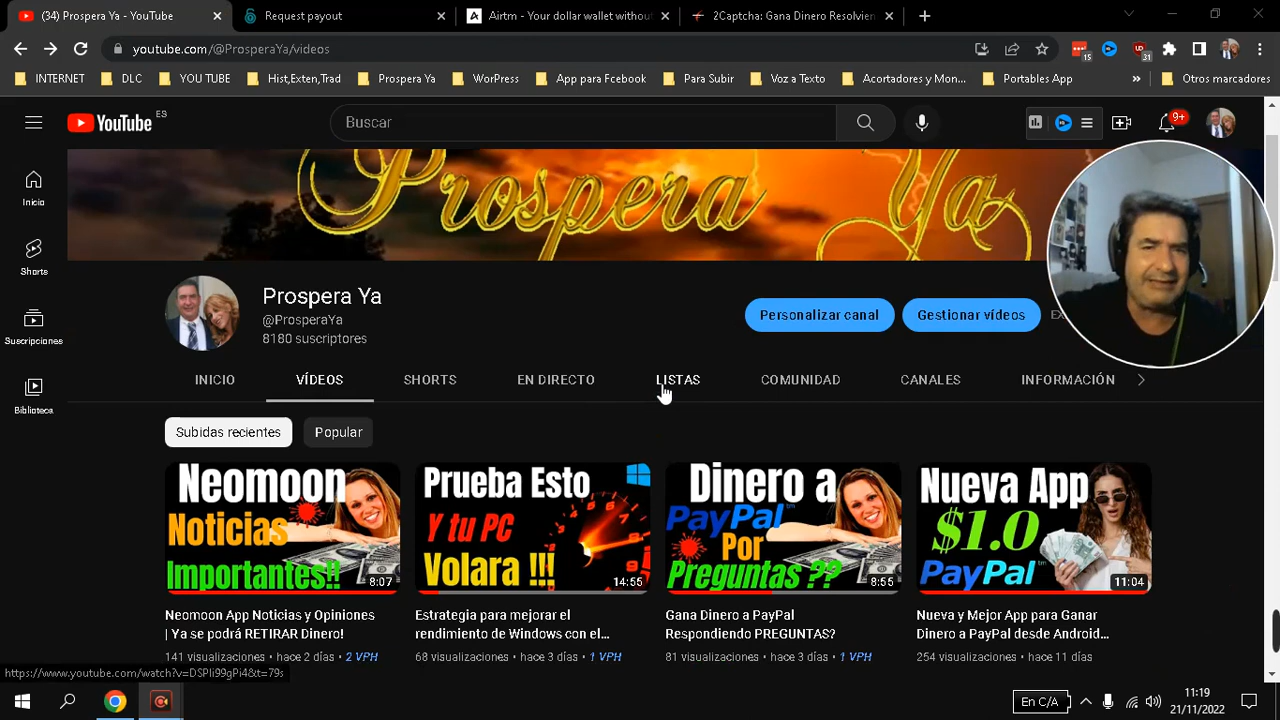 (34) Prospera Ya - YouTube
Request payout
Airtm - Your dollar wallet without
2Captcha: Gana Dinero Resolvien
youtube.com/@ProsperaYa/videos
15
31
INTERNET
DLC
YOU TUBE
Hist,Exten,Trad
Prospera Ya
WorPress
App para Fcebook
Para Subir
Voz a Texto
Acortadores y Mon...
Portables App
»
Otros marcadores
YouTube ES
Buscar
9+
Prospera Ya
Inicio
Shorts
Suscripciones
Biblioteca
Prospera Ya
@ProsperaYa
8180 suscriptores
Personalizar canal
Gestionar vídeos
INICIO
VÍDEOS
SHORTS
EN DIRECTO
LISTAS
COMUNIDAD
CANALES
INFORMACIÓN
Subidas recientes
Popular
Neomoon
Noticias
Importantes!!
8:07
Prueba Esto
Y tu PC
Volara !!!
14:55
Dinero a
PayPal
Por
Preguntas ??
8:55
Nueva App
$1.0
PayPal
11:04
Neomoon App Noticias y Opiniones
| Ya se podrá RETIRAR Dinero!
141 visualizaciones • hace 2 días • 2 VPH
Estrategia para mejorar el
rendimiento de Windows con el...
68 visualizaciones • hace 3 días • 1 VPH
Gana Dinero a PayPal
Respondiendo PREGUNTAS?
81 visualizaciones • hace 3 días • 1 VPH
Nueva y Mejor App para Ganar
Dinero a PayPal desde Android...
254 visualizaciones • hace 11 días
https://www.youtube.com/watch?v=DSPli99gPi4&t=79s
En C/A
11:19
21/11/2022